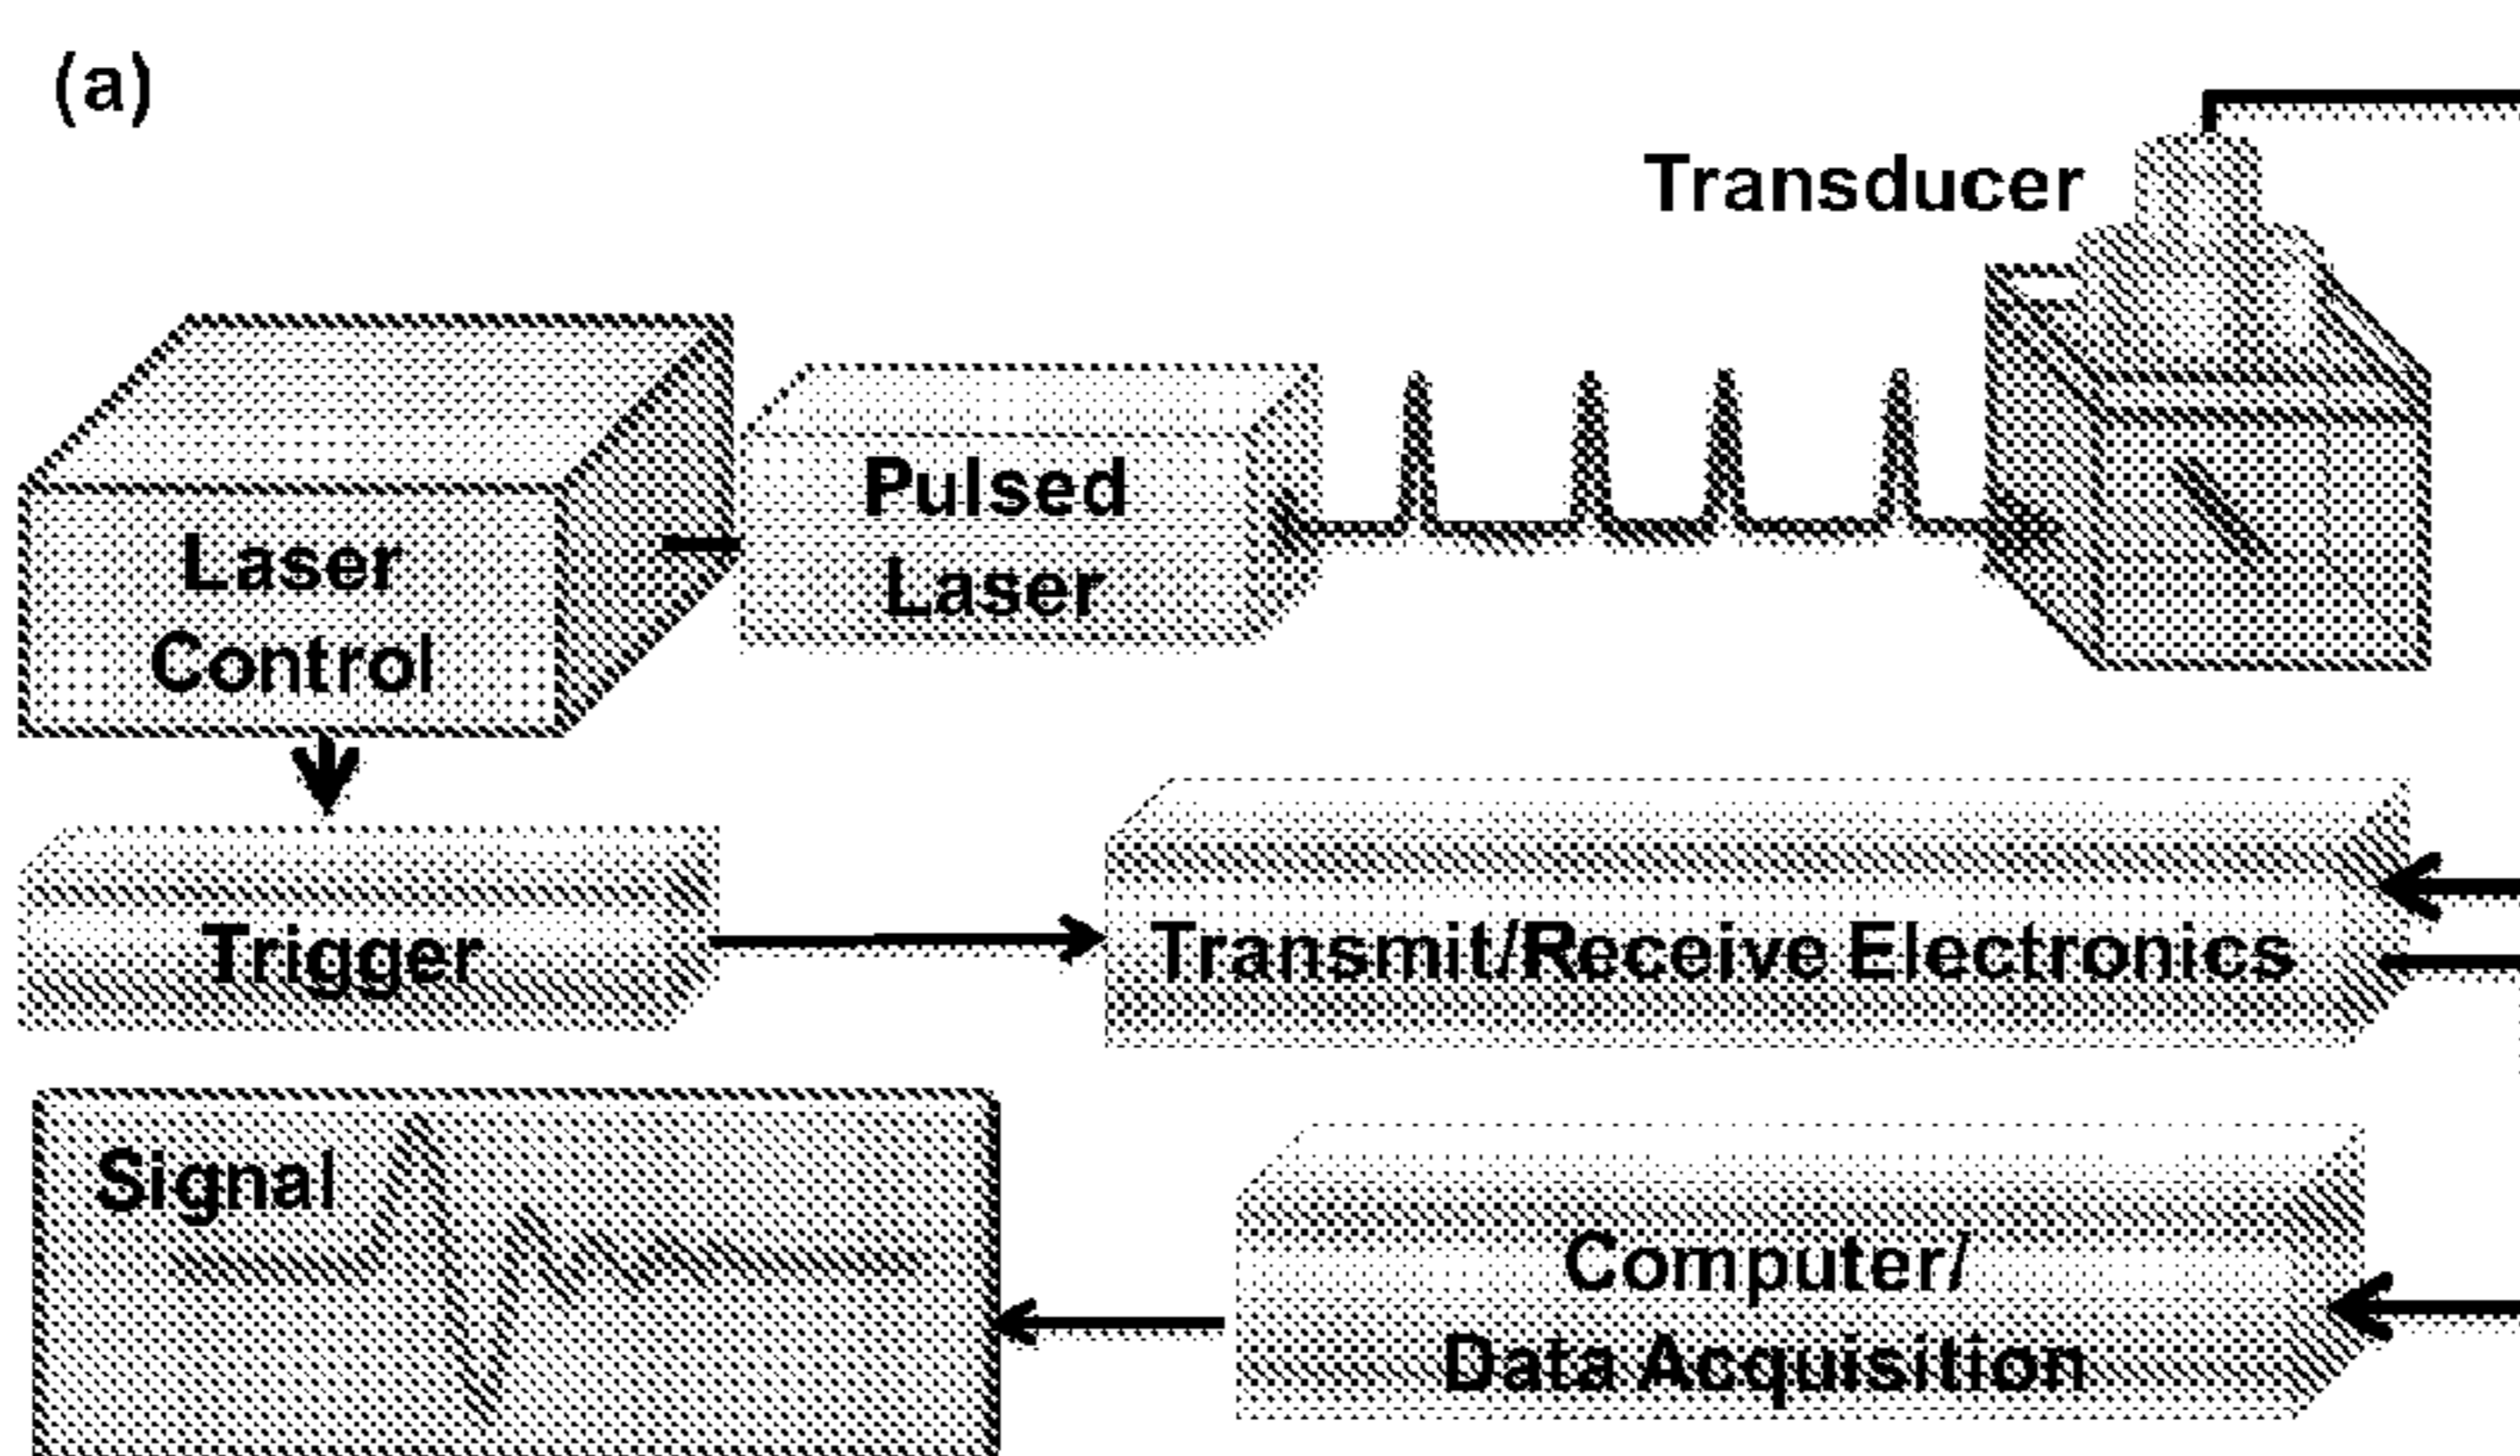 (a)
Transducer
Pulsed
Laser
Laser
Control
Trigger
Transmit/Receive Electronics
Signal
Computer/
Data Acquisition